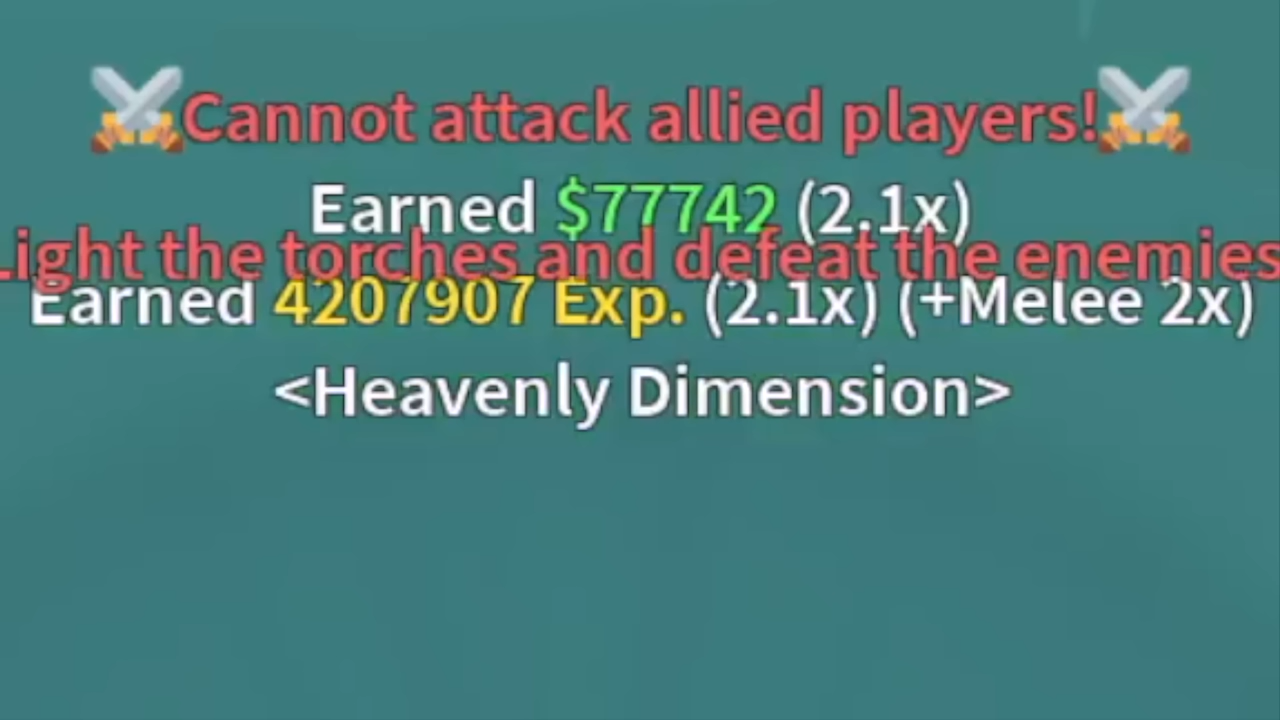 ⚔️Cannot attack allied players!⚔️
Earned $77742 (2.1x)
Light the torches and defeat the enemies
Earned 4207907 Exp. (2.1x) (+Melee 2x)
<Heavenly Dimension>